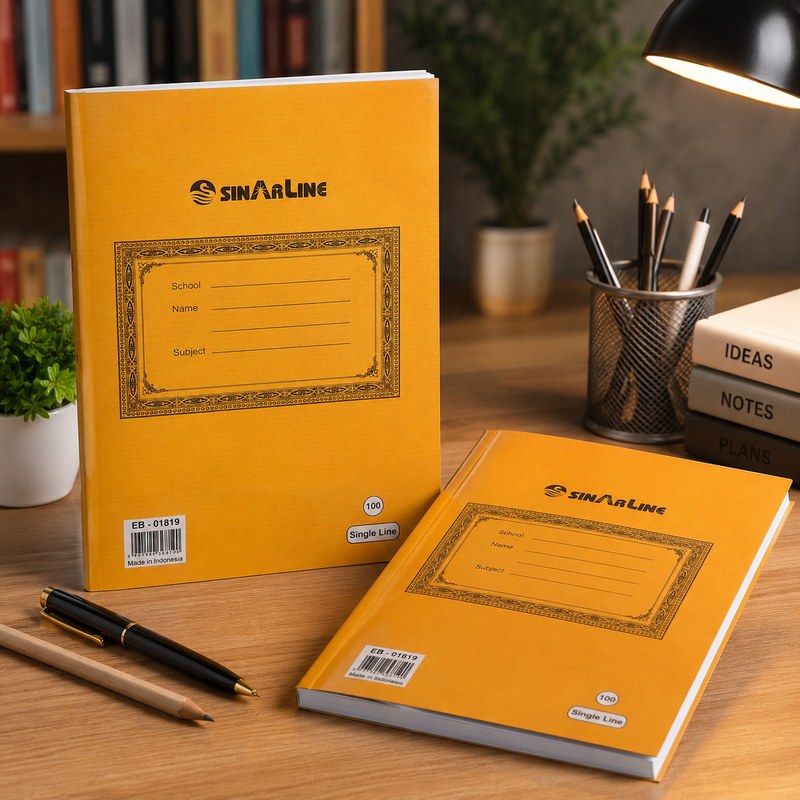 SINARLINE
School
Name
Subject
EB - 01819
Made in Indonesia
100
Single Line
IDEAS
NOTES
PLANS
SINARLINE
School
Name
Subject
EB - 01819
Made in Indonesia
100
Single Line